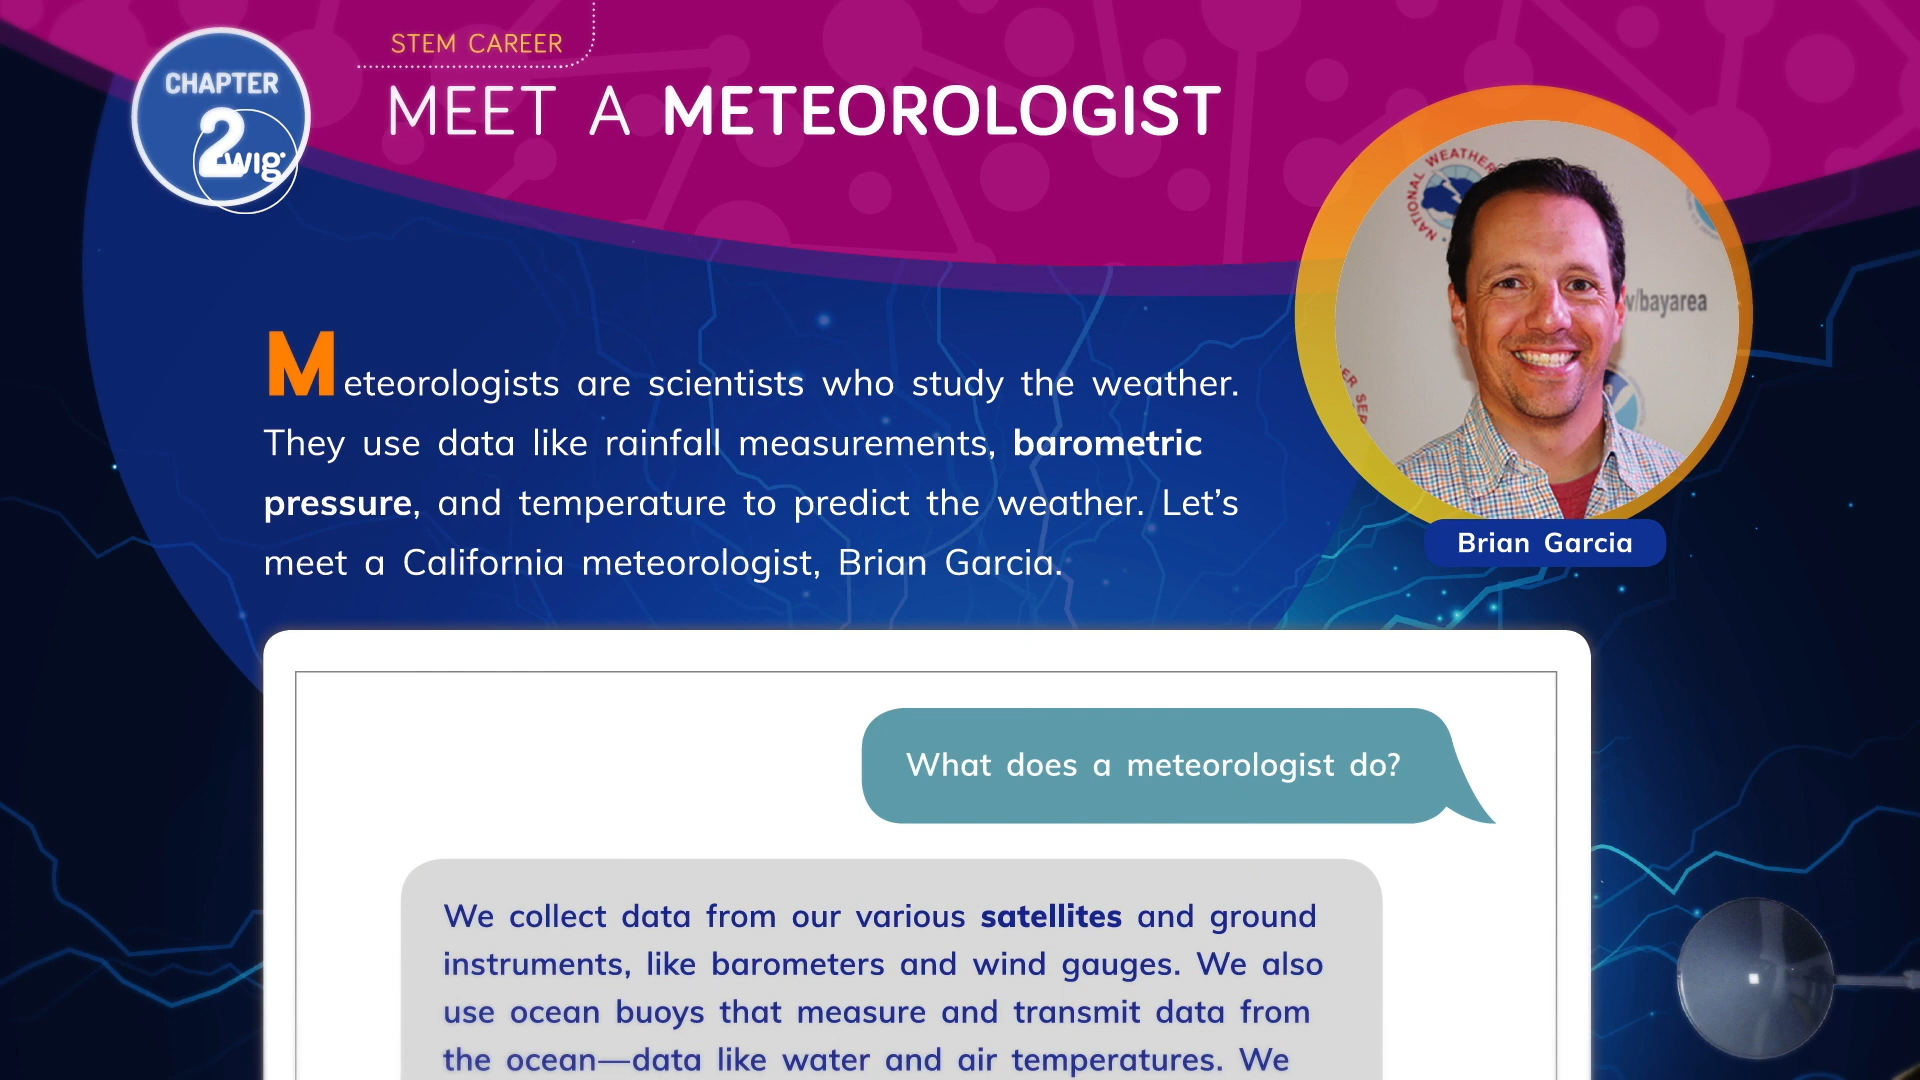 STEM CAREER
CHAPTER
2
wig
MEET A METEOROLOGIST
NATIONAL WEATHER
w/bayarea
Meteorologists are scientists who study the weather.
They use data like rainfall measurements, barometric
pressure, and temperature to predict the weather. Let’s
meet a California meteorologist, Brian Garcia.
Brian Garcia
What does a meteorologist do?
We collect data from our various satellites and ground
instruments, like barometers and wind gauges. We also
use ocean buoys that measure and transmit data from
the ocean—data like water and air temperatures. We